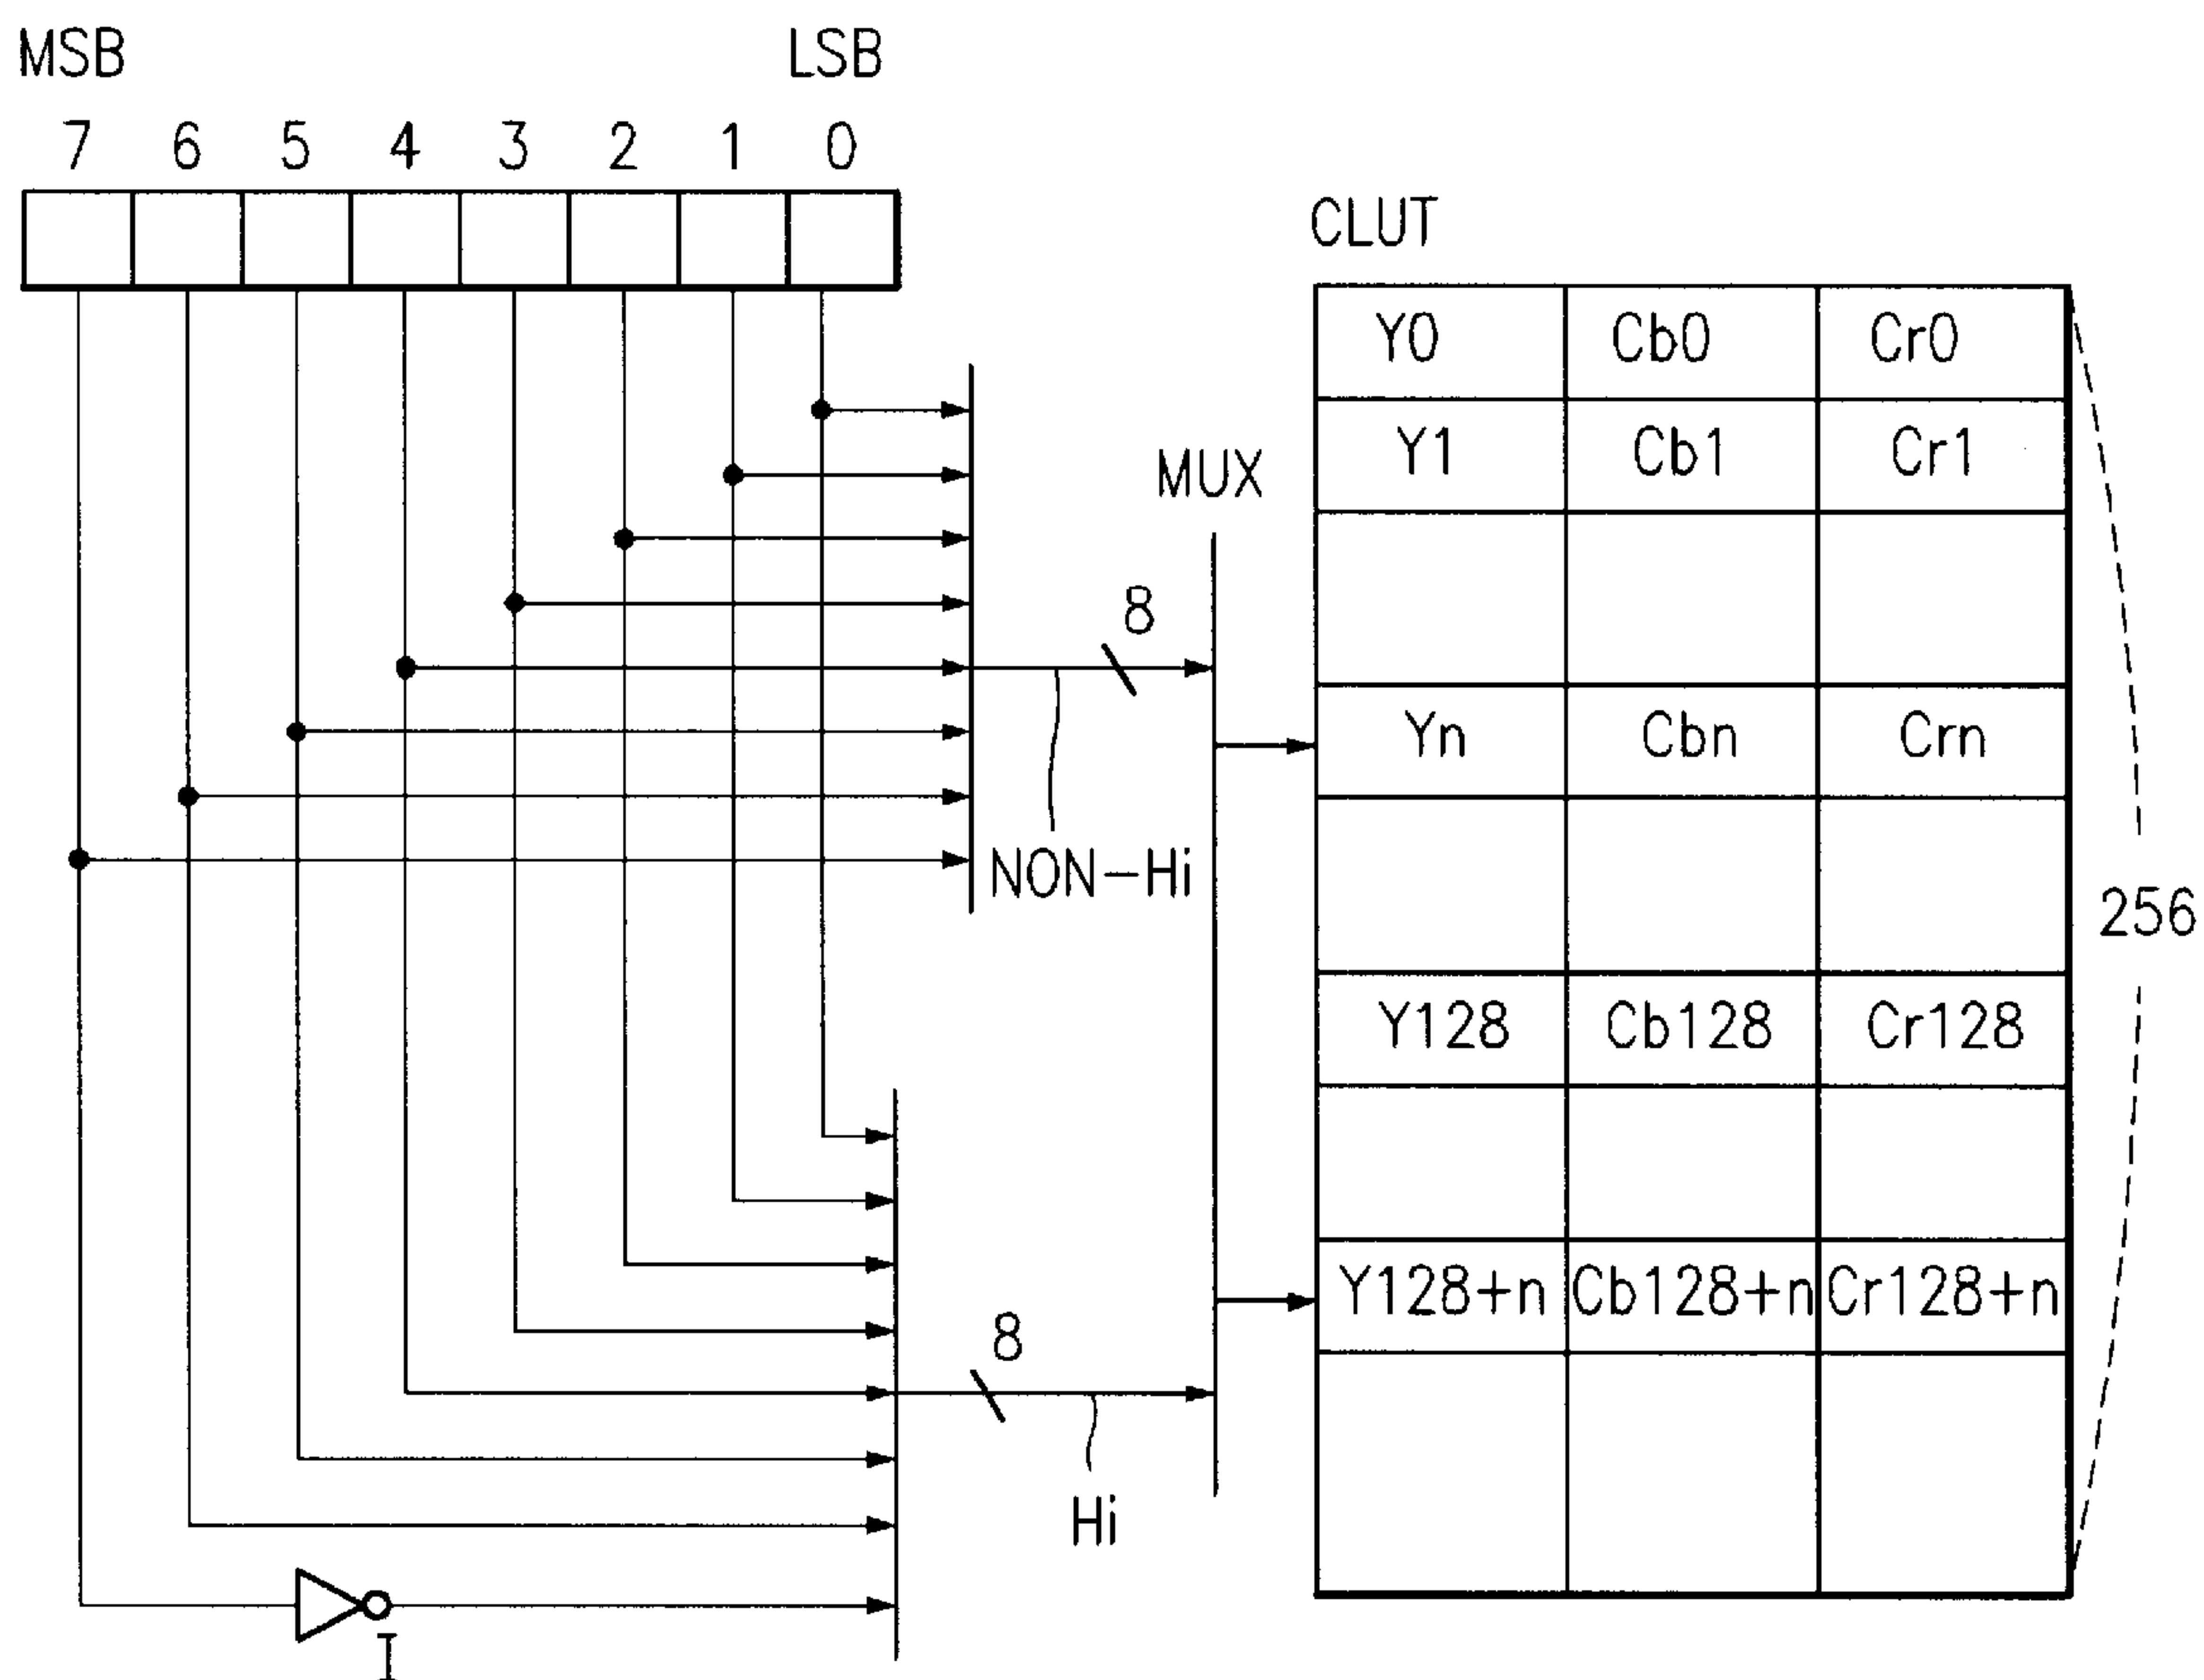 MSB LSB
7 6 5 4 3 2 1 0
CLUT
Y0 Cb0 Cr0
Y1 Cb1 Cr1
MUX
8
Yn Cbn Crn
NON-Hi
256
Y128 Cb128 Cr128
Y128+n Cb128+n Cr128+n
8
Hi
I